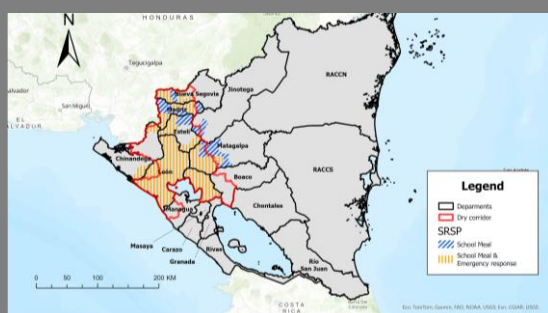 HONDURAS
N
Tegucigalpa
San Miguel
EL
SALVADOR
RACCN
Nueva Segovia
Jinotega
Madriz
Estelí
Matagalpa
Chinandega
León
Boaco
RACCS
Managua
Chontales
Masaya
Carazo
Granada
Rivas
Río
San Juan
Legend
Deparments
Dry corridor
SRSP
School Meal
School Meal &
Emergency response
0 50 100 200 KM
COSTA
RICA
Esri, TomTom, Garmin, FAO, NOAA, USGS, Esri, CGIAR, USGS